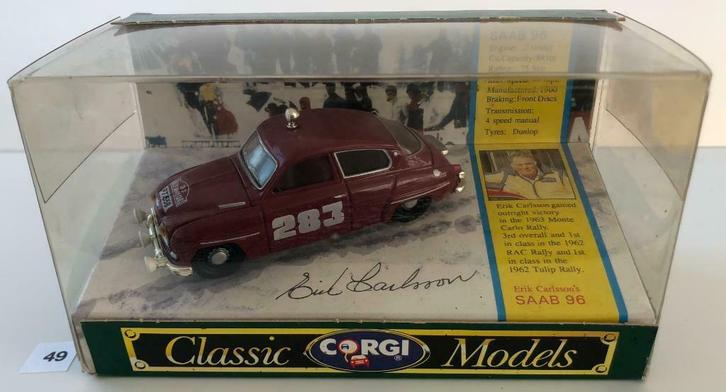 SAAB 96
Manufactured: 1960
Braking: Front Discs
Transmission:
4 speed manual
Tyres: Dunlop
Erik Carlsson gained
outright victory
in the 1963 Monte
Carlo Rally.
3rd overall and 1st
in class in the 1962
RAC Rally and 1st
in class in the
1962 Tulip Rally.
Erik Carlsson's
SAAB 96
283
Erik Carlsson
Classic CORGI® Models
49